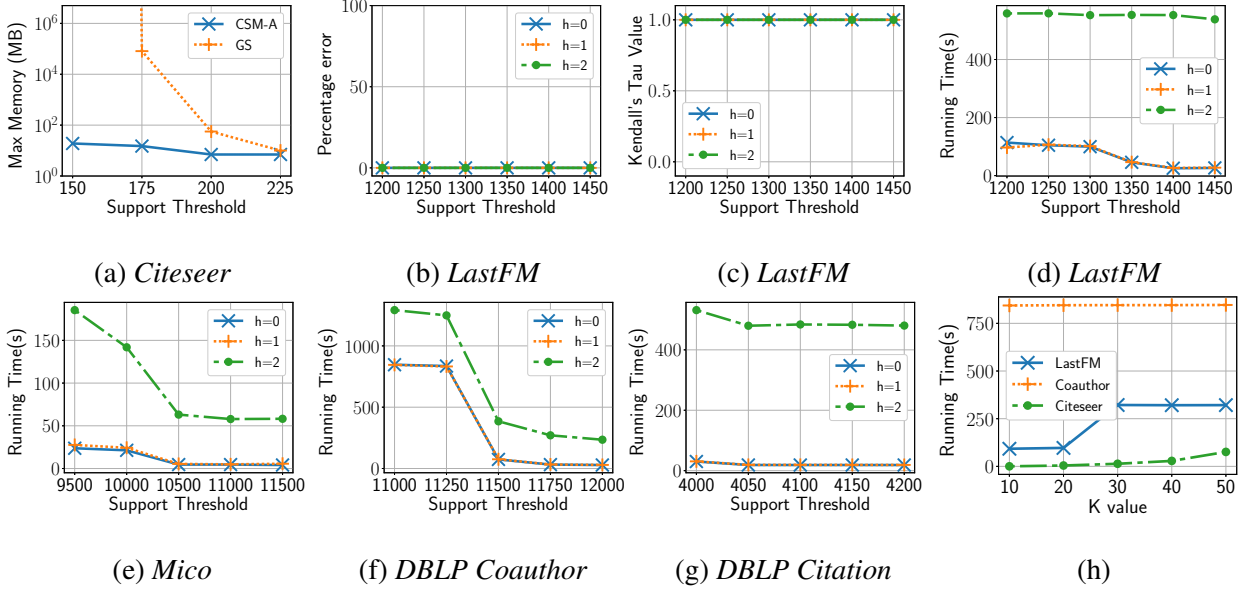 Max Memory (MB)
10^6
10^4
10^2
10^0
CSM-A
GS
150 175 200 225
Support Threshold
(a) Citeseer
Percentage error
100
50
0
h=0
h=1
h=2
1200 1250 1300 1350 1400 1450
Support Threshold
(b) LastFM
Kendall's Tau Value
1.0
0.5
0.0
h=0
h=1
h=2
1200 1250 1300 1350 1400 1450
Support Threshold
(c) LastFM
Running Time(s)
400
200
0
h=0
h=1
h=2
1200 1250 1300 1350 1400 1450
Support Threshold
(d) LastFM
Running Time(s)
150
100
50
0
h=0
h=1
h=2
9500 10000 10500 11000 11500
Support Threshold
(e) Mico
Running Time(s)
1000
500
0
h=0
h=1
h=2
11000 11250 11500 11750 12000
Support Threshold
(f) DBLP Coauthor
Running Time(s)
400
200
0
h=0
h=1
h=2
4000 4050 4100 4150 4200
Support Threshold
(g) DBLP Citation
Running Time(s)
750
500
250
0
LastFM
Coauthor
Citeseer
10 20 30 40 50
K value
(h)